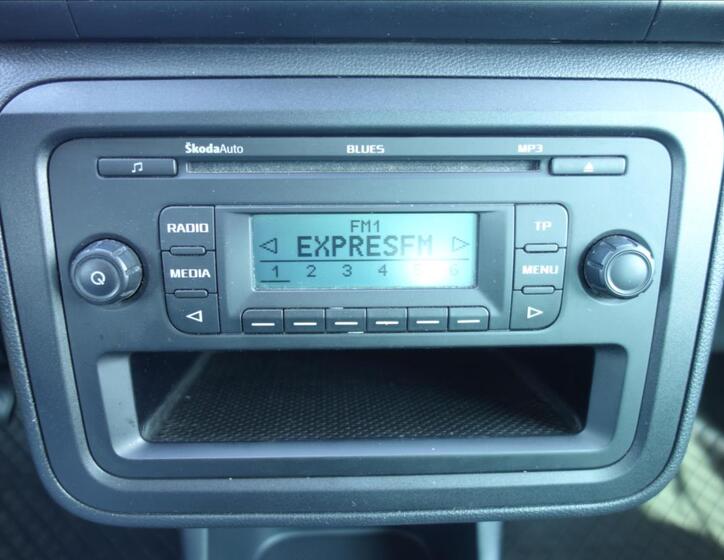 ŠkodaAuto BLUES MP3
RADIO TP
FM1
EXPRESFM
MEDIA MENU
1 2 3 4 5 6